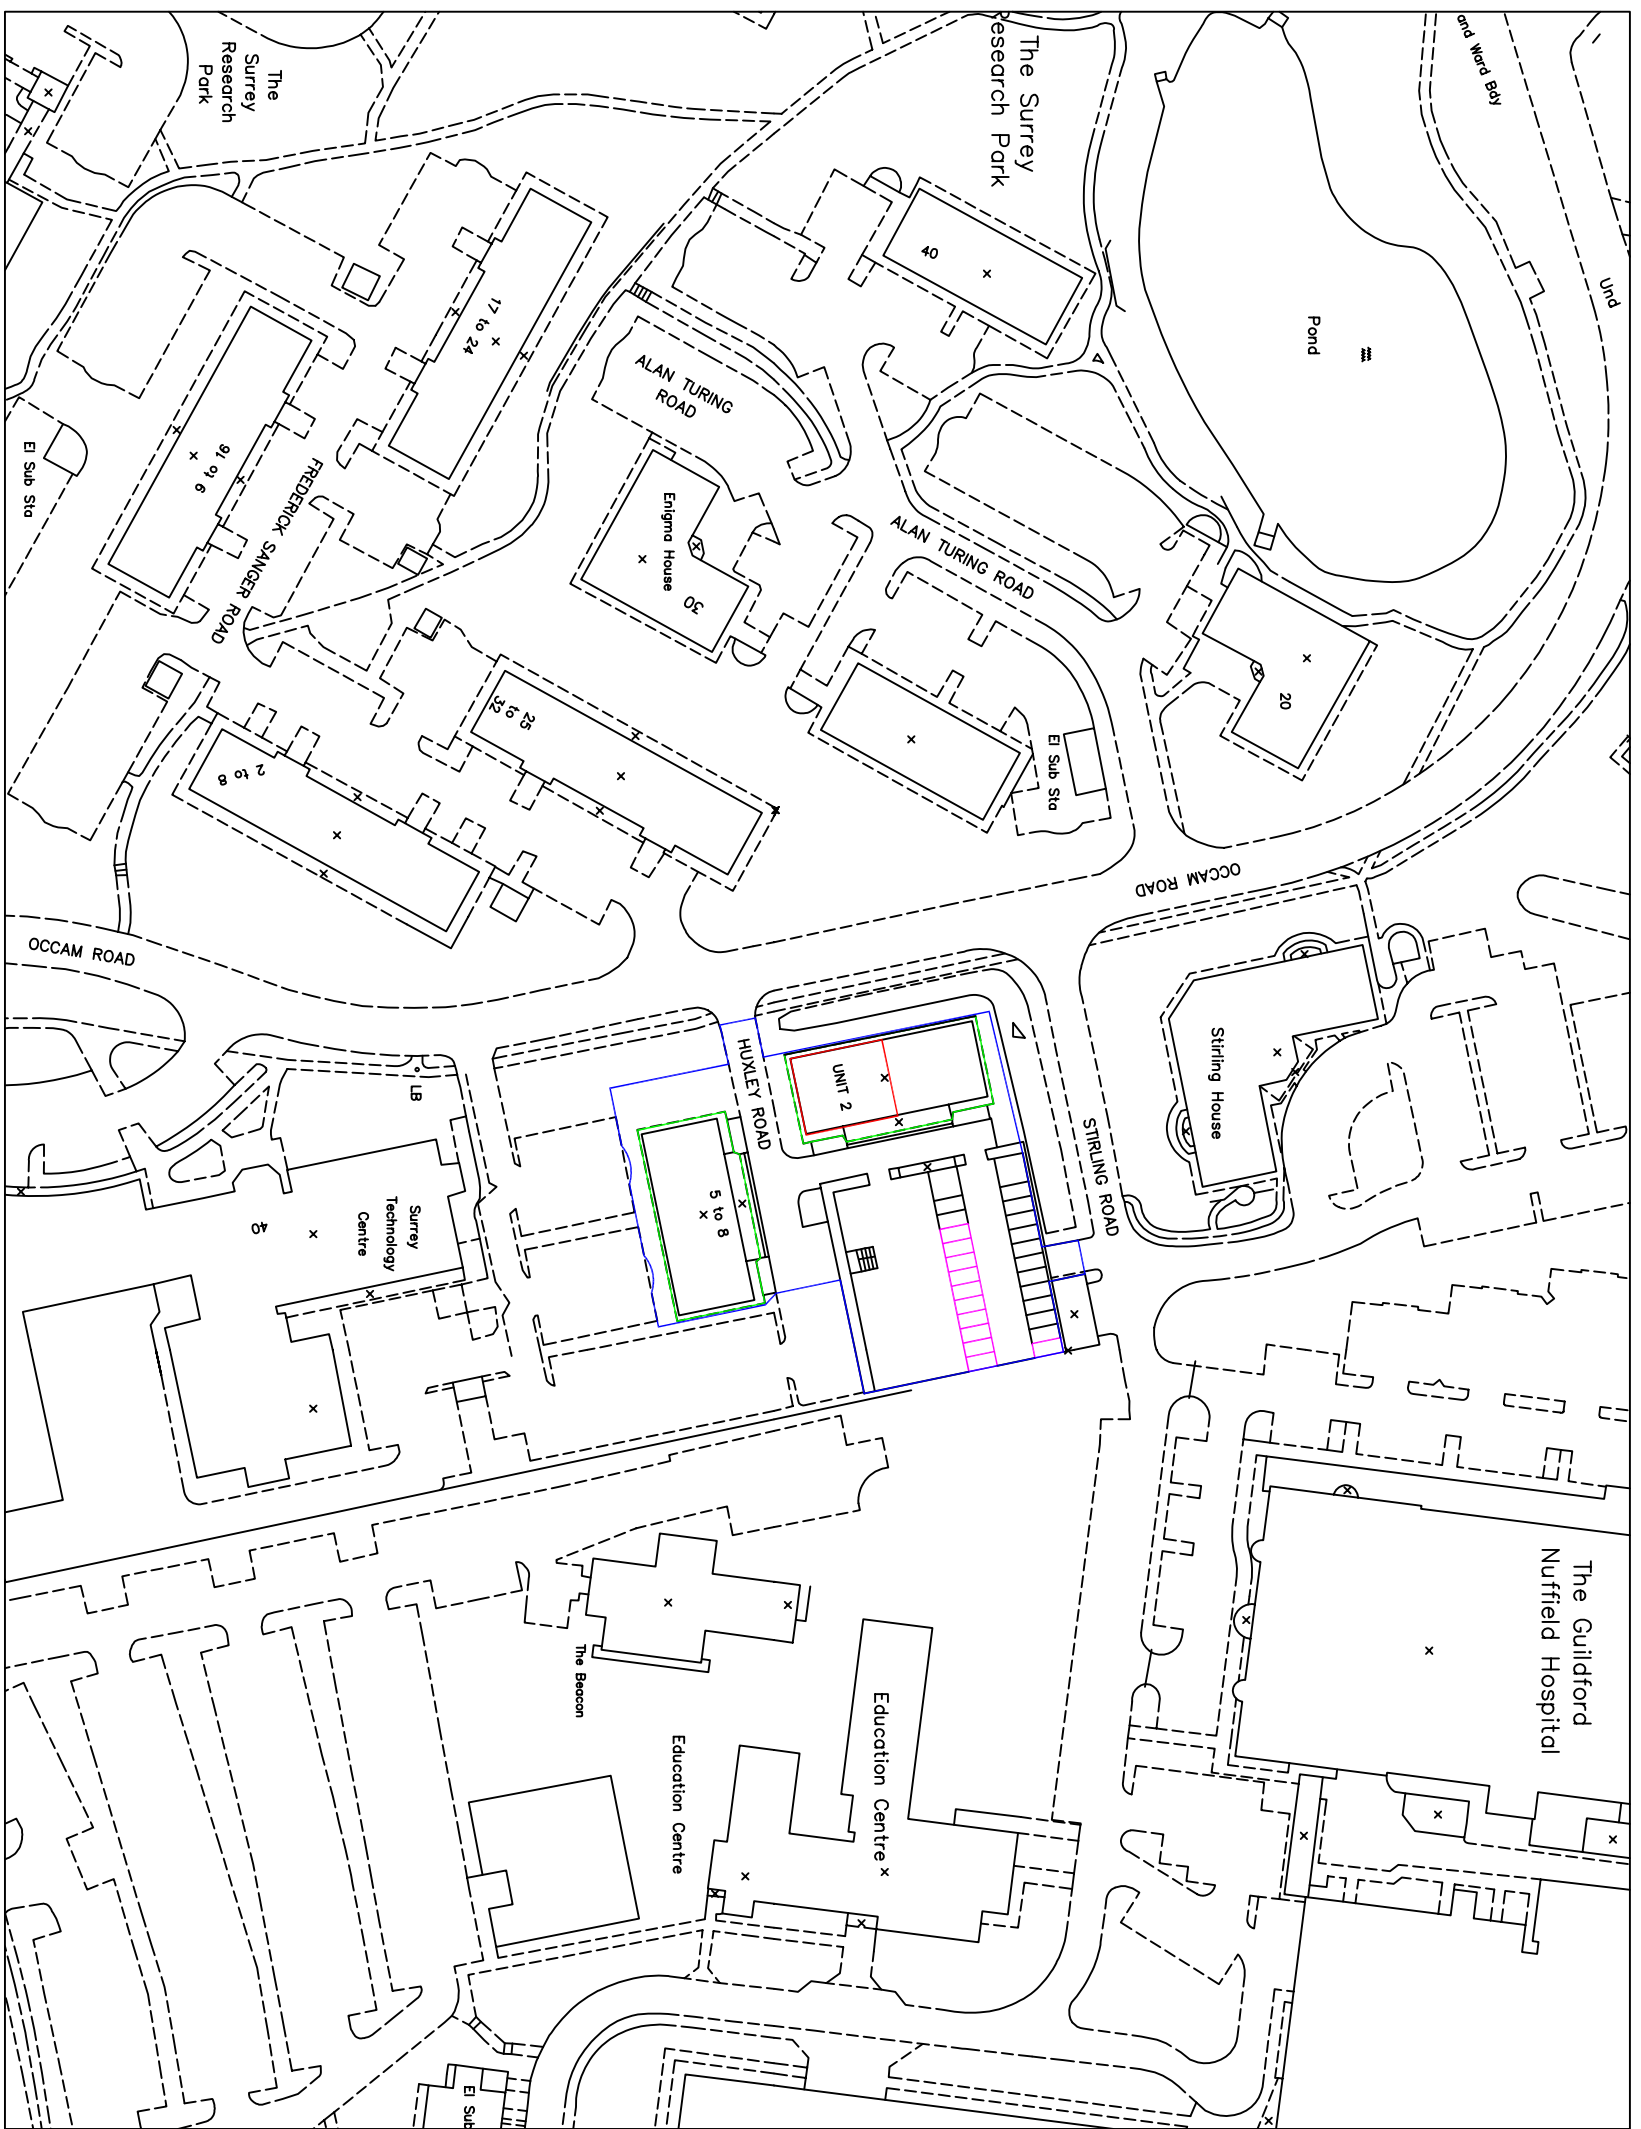 and Ward Bdy
Und
The Surrey
esearch Park
The
Surrey
Research
Park
Pond
40
17 to 24
ALAN TURING
ROAD
9 to 16
El Sub Sta
FREDERICK SANGER ROAD
Enigma House
30
ALAN TURING ROAD
20
25
to
32
El Sub Sta
2 to 8
OCCAM ROAD
OCCAM ROAD
Stirling House
HUXLEY ROAD
UNIT 2
STIRLING ROAD
LB
5 to 8
Surrey
Technology
Centre
40
The Guildford
Nuffield Hospital
The Beacon
Education Centre
Education Centre
El Sub